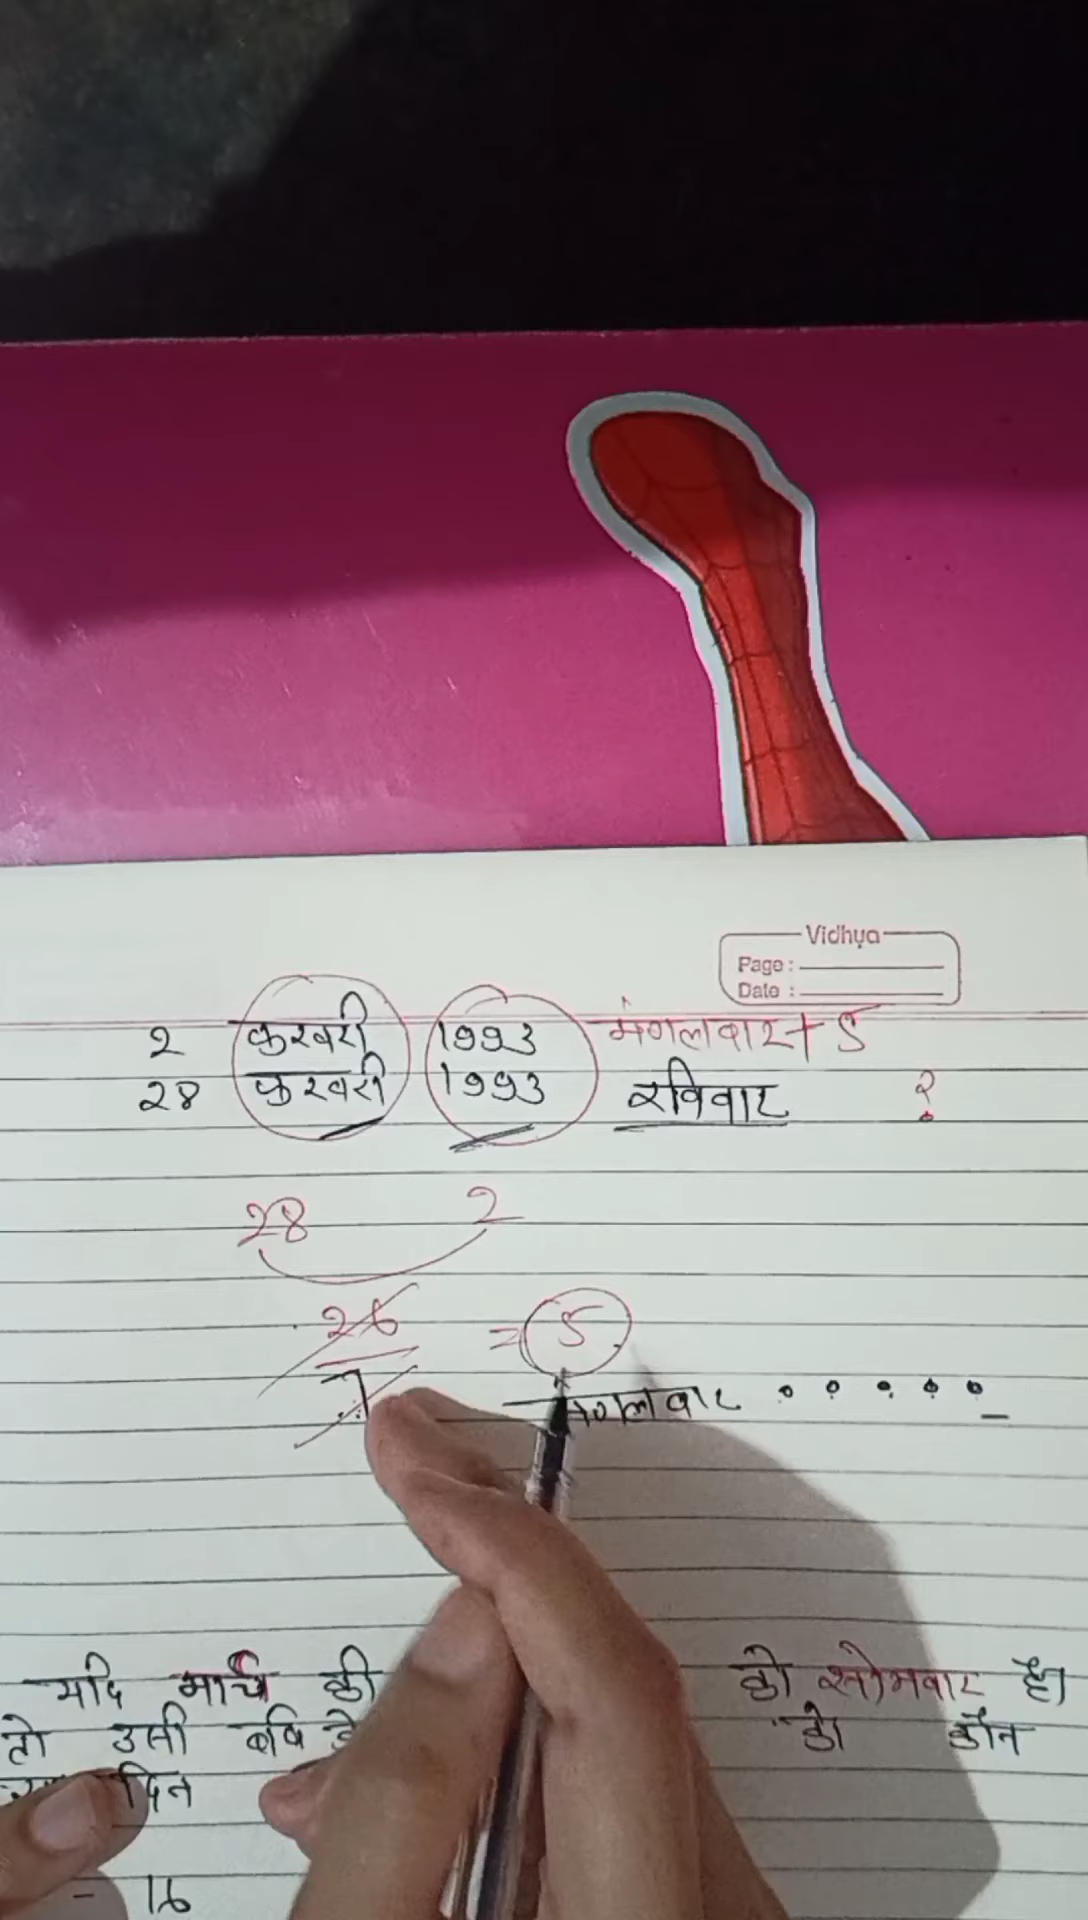 Vidhya
Page :
Date :
2 फरवरी 1993 मंगलवार + 5
28 फरवरी 1993 रविवार ?
28 2
26 = 5
7 मंगलवार
यदि मार्च की को सोमवार है।
तो उसी को कौन
दिन
- 16